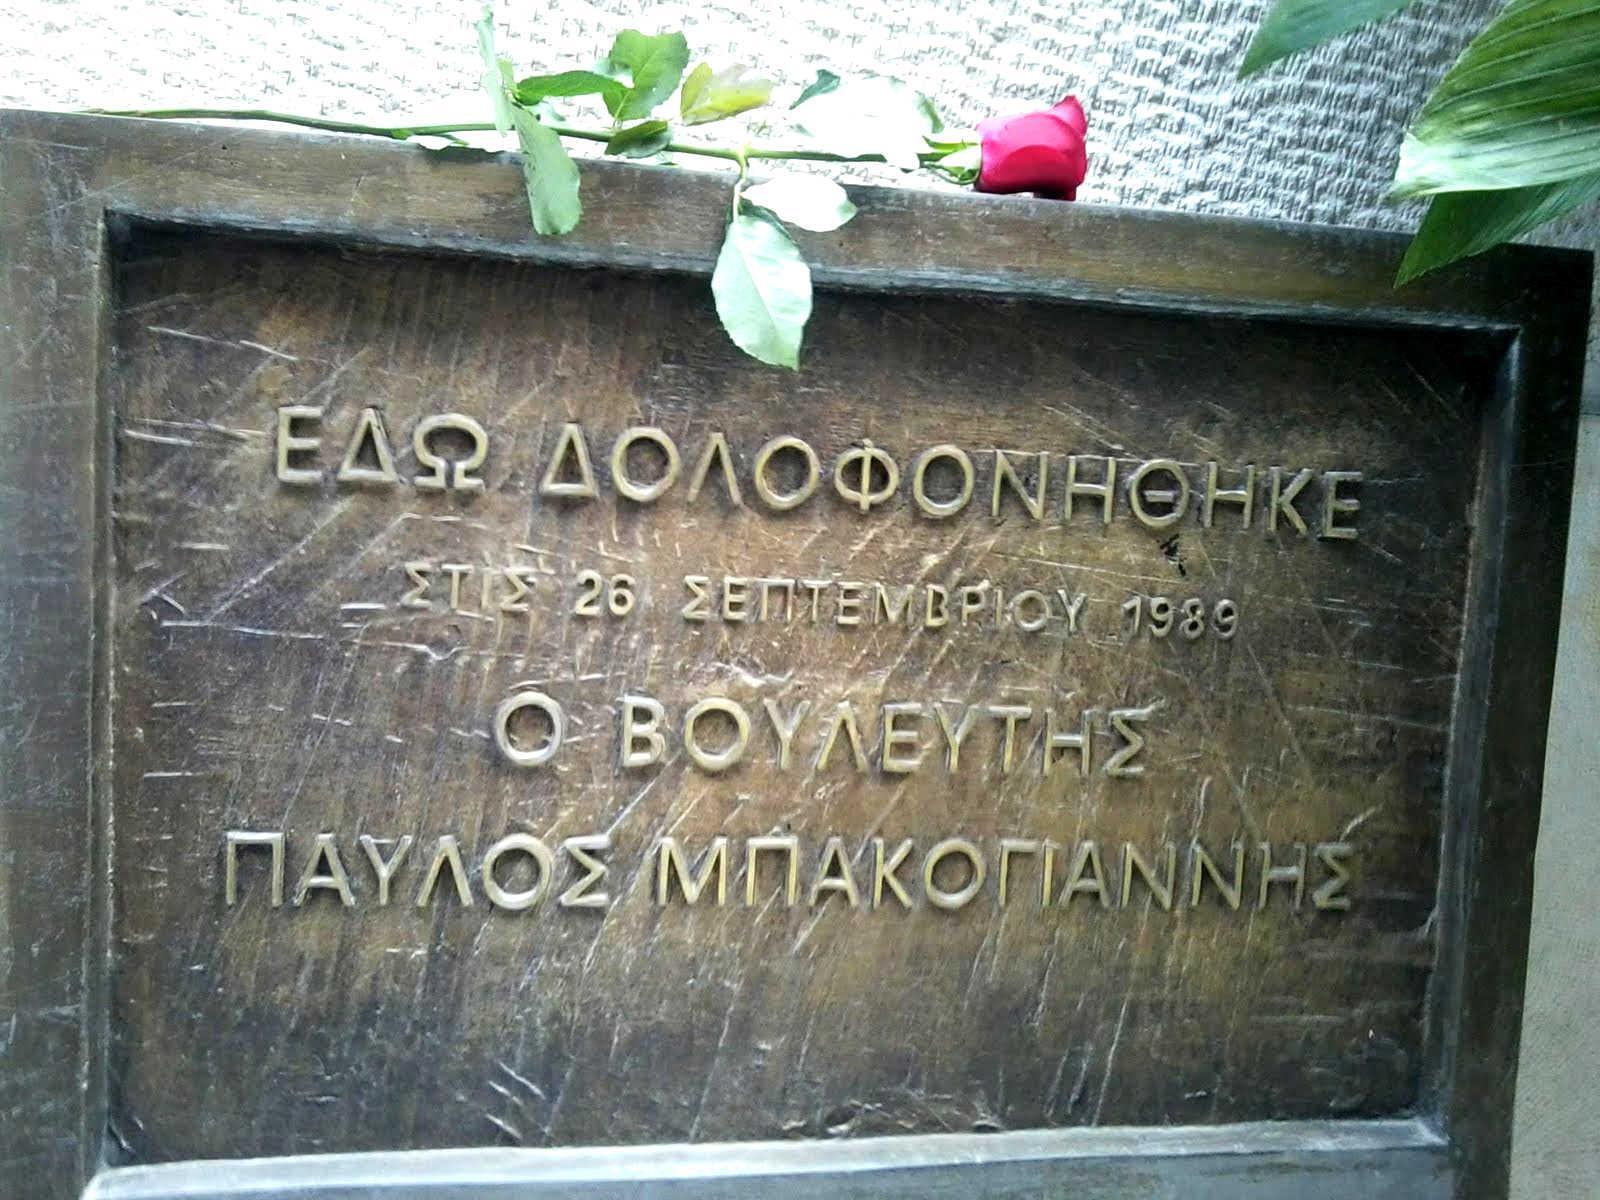 ΕΔΩ ΔΟΛΟΦΟΝΗΘΗΚΕ
ΣΤΙΣ 26 ΣΕΠΤΕΜΒΡΙΟΥ 1989
Ο ΒΟΥΛΕΥΤΗΣ
ΠΑΥΛΟΣ ΜΠΑΚΟΓΙΑΝΝΗΣ